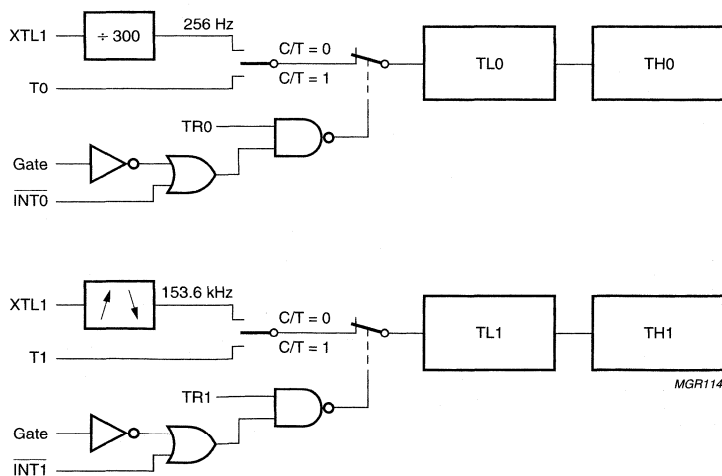 XTL1
÷ 300
256 Hz
C/T = 0
C/T = 1
T0
TL0
TH0
TR0
Gate
INT0
XTL1
153.6 kHz
C/T = 0
C/T = 1
T1
TL1
TH1
MGR114
TR1
Gate
INT1